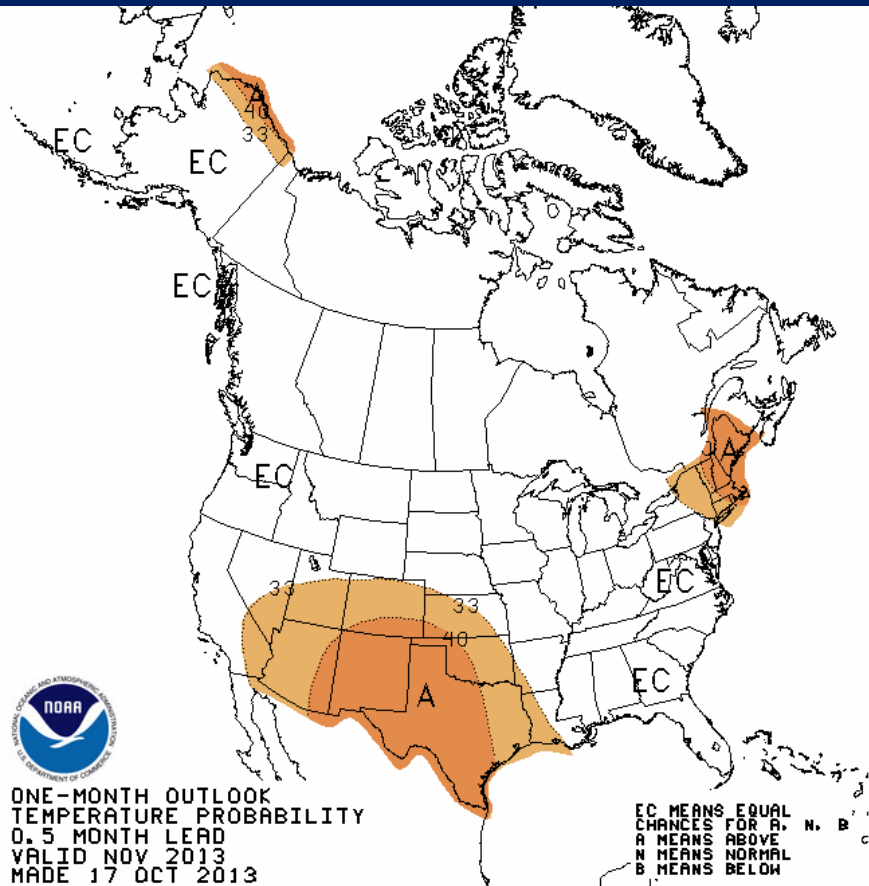 A
40
33
EC
EC
EC
A
EC
33
33
40
EC
A
EC
NATIONAL OCEANIC AND ATMOSPHERIC ADMINISTRATION
NOAA
U.S. DEPARTMENT OF COMMERCE
ONE-MONTH OUTLOOK
TEMPERATURE PROBABILITY
0.5 MONTH LEAD
VALID NOV 2013
MADE 17 OCT 2013
EC MEANS EQUAL
CHANCES FOR A, N, B
A MEANS ABOVE
N MEANS NORMAL
B MEANS BELOW